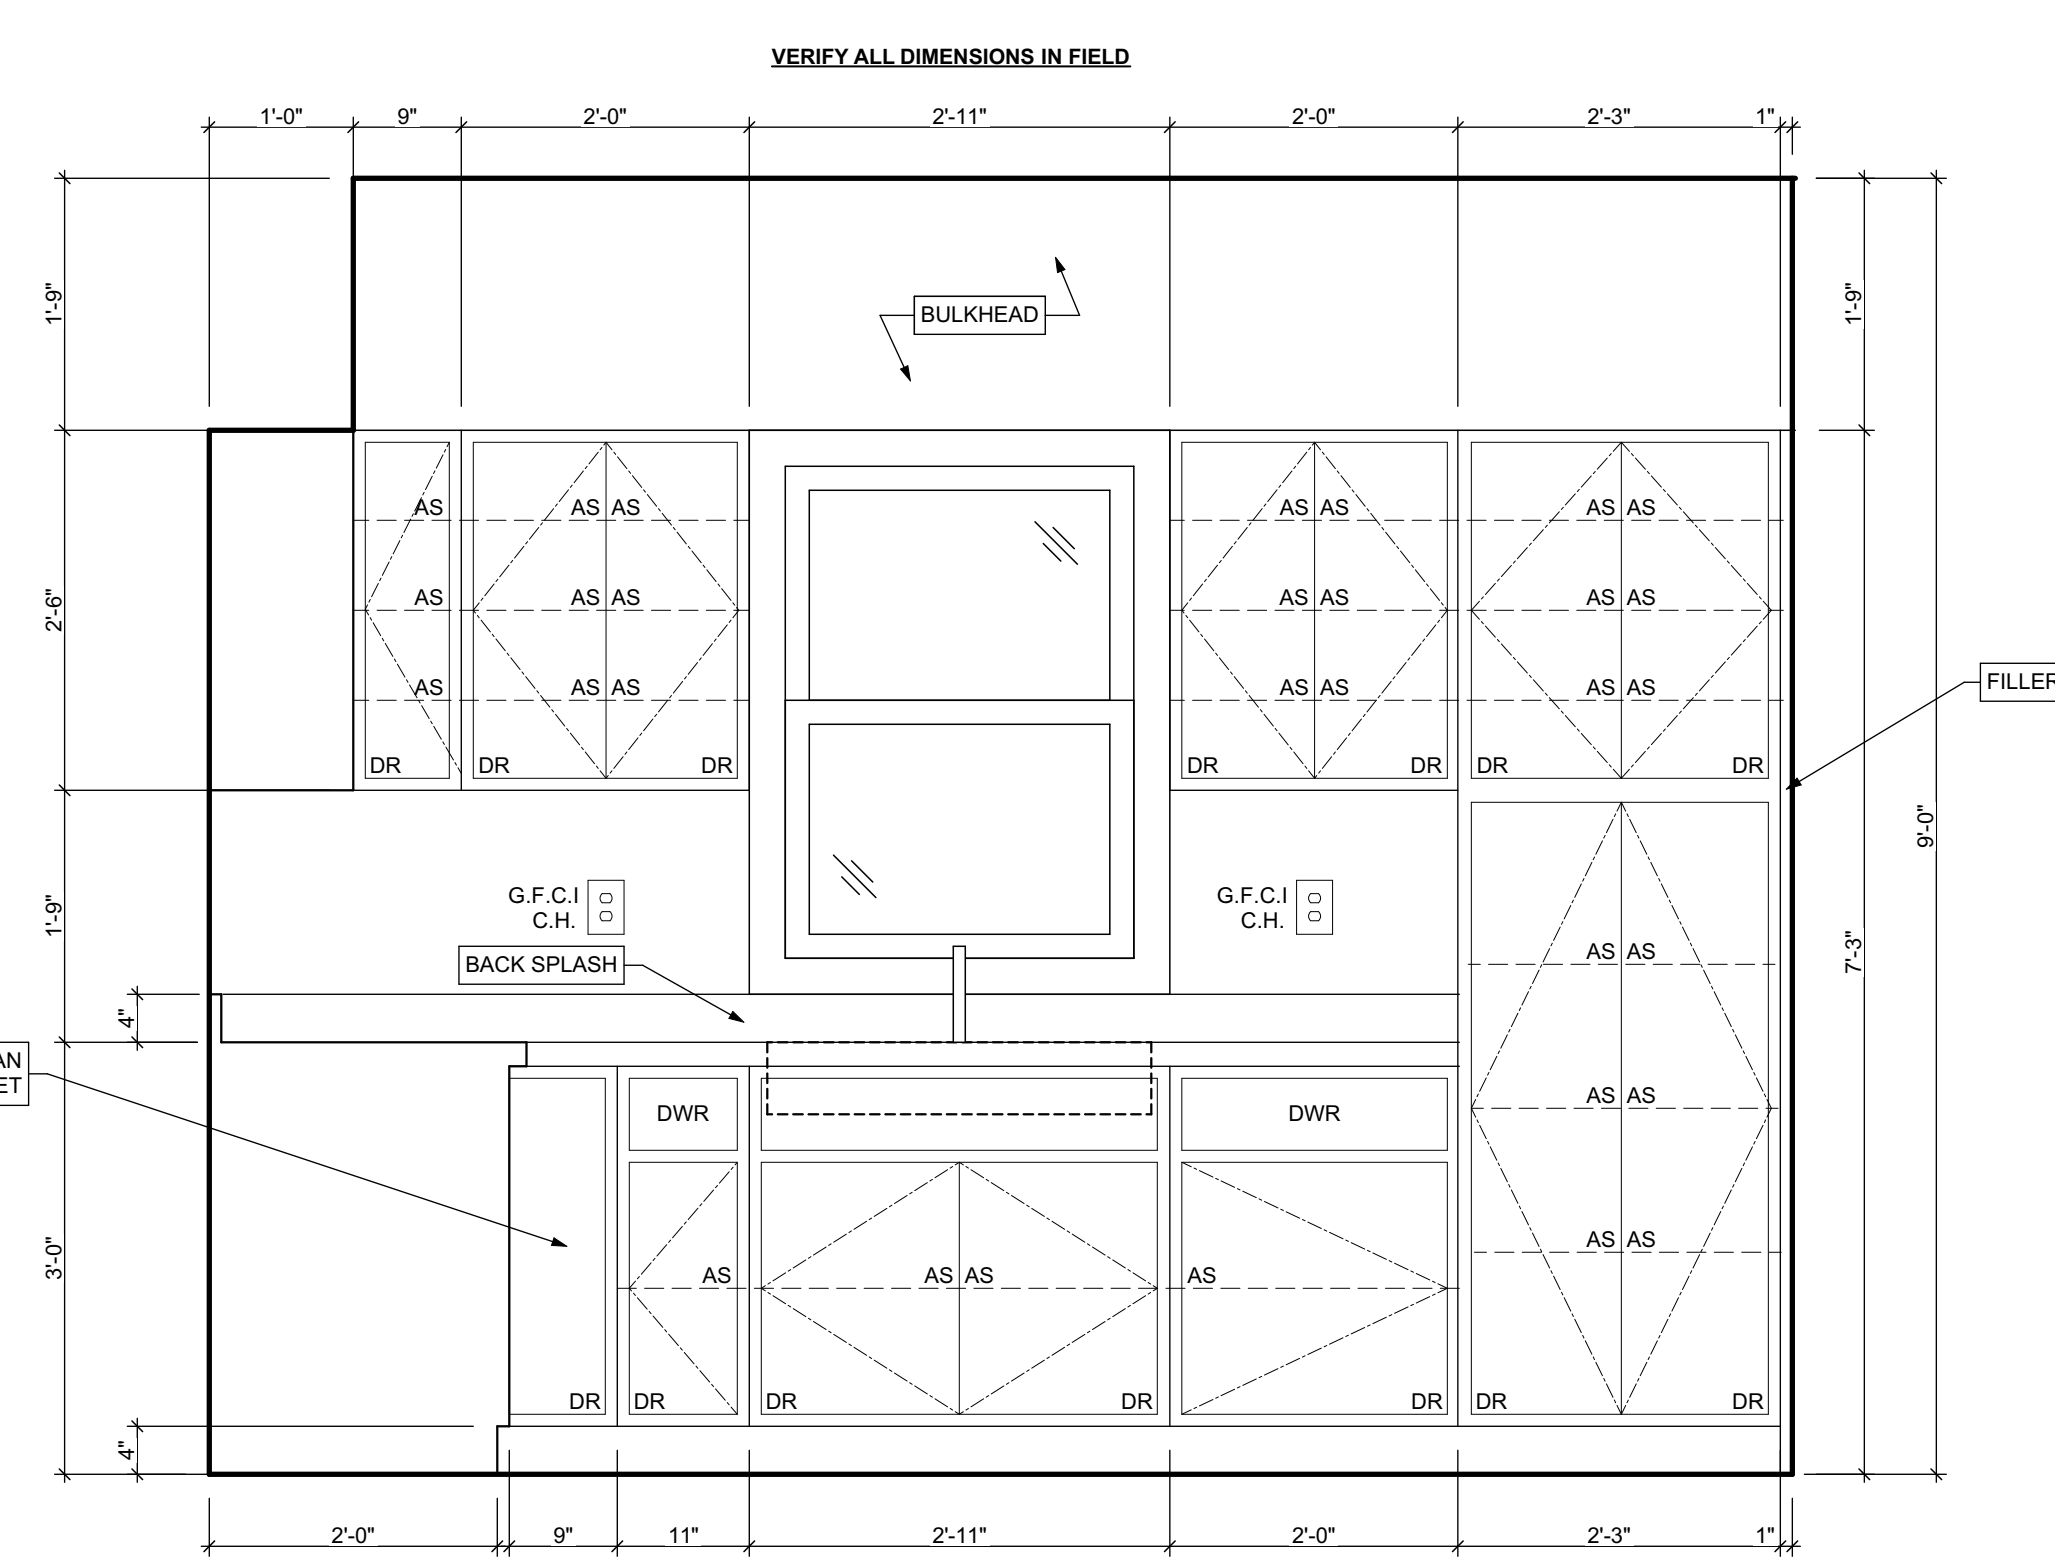 VERIFY ALL DIMENSIONS IN FIELD
1'-0" 9" 2'-0" 2'-11" 2'-0" 2'-3" 1"
1'-9"
BULKHEAD
1'-9"
AS AS AS AS AS AS AS
2'-6"
AS AS AS AS AS AS AS
FILLER
AS AS AS AS AS AS AS
DR DR DR DR DR DR DR
9'-0"
1'-9"
G.F.C.I
C.H.
G.F.C.I
C.H.
7'-3"
BACK SPLASH
AS AS
4"
AN
ET
DWR DWR
AS AS
3'-0"
AS AS AS AS
AS AS
DR DR DR DR DR DR DR
4"
2'-0" 9" 11" 2'-11" 2'-0" 2'-3" 1"